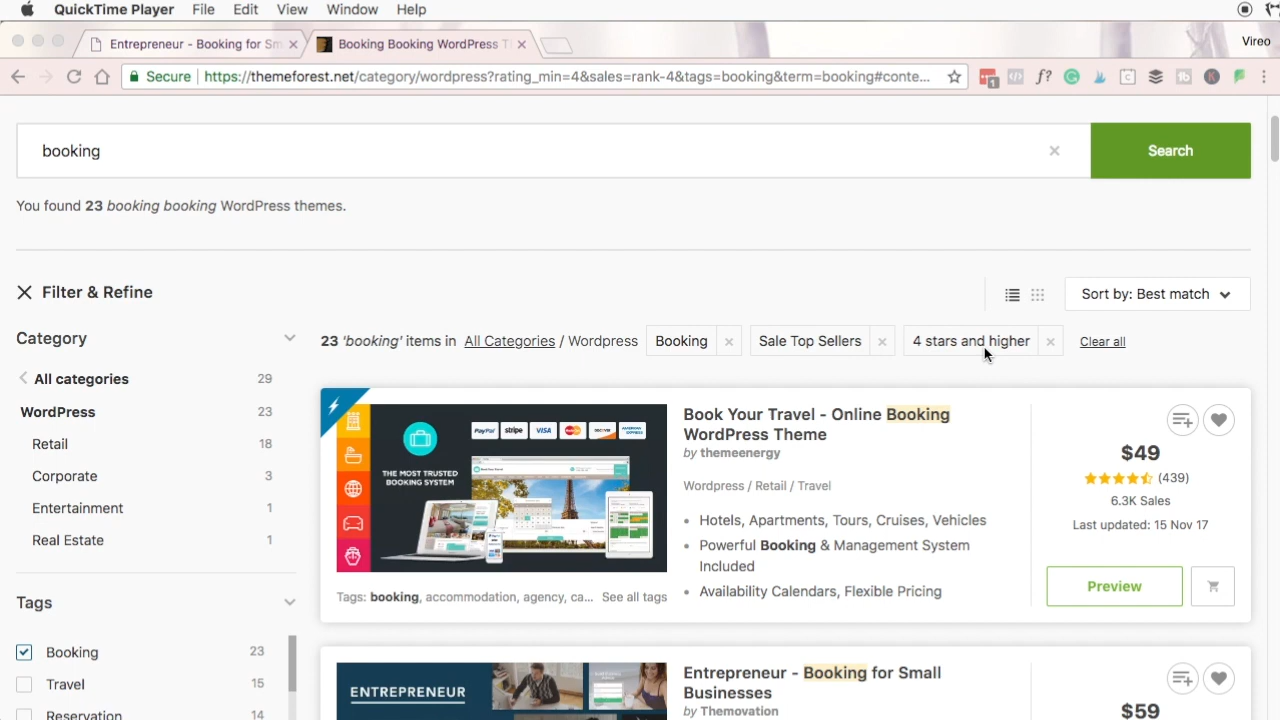 QuickTime Player File Edit View Window Help
Entrepreneur - Booking for Sm
Booking Booking WordPress T
Vireo
Secure https://themeforest.net/category/wordpress?rating_min=4&sales=rank-4&tags=booking&term=booking#conte...
booking
Search
You found 23 booking booking WordPress themes.
Filter & Refine
Sort by: Best match
Category
23 'booking' items in All Categories / Wordpress
Booking
Sale Top Sellers
4 stars and higher
Clear all
All categories 29
WordPress 23
Retail 18
Corporate 3
Entertainment 1
Real Estate 1
Tags
Booking 23
Travel 15
Reservation 14
THE MOST TRUSTED
BOOKING SYSTEM
PayPal stripe VISA
Tags: booking, accommodation, agency, ca... See all tags
Book Your Travel - Online Booking
WordPress Theme
by themeenergy
Wordpress / Retail / Travel
Hotels, Apartments, Tours, Cruises, Vehicles
Powerful Booking & Management System
Included
Availability Calendars, Flexible Pricing
$49
(439)
6.3K Sales
Last updated: 15 Nov 17
Preview
ENTREPRENEUR
Entrepreneur - Booking for Small
Businesses
by Themovation
$59